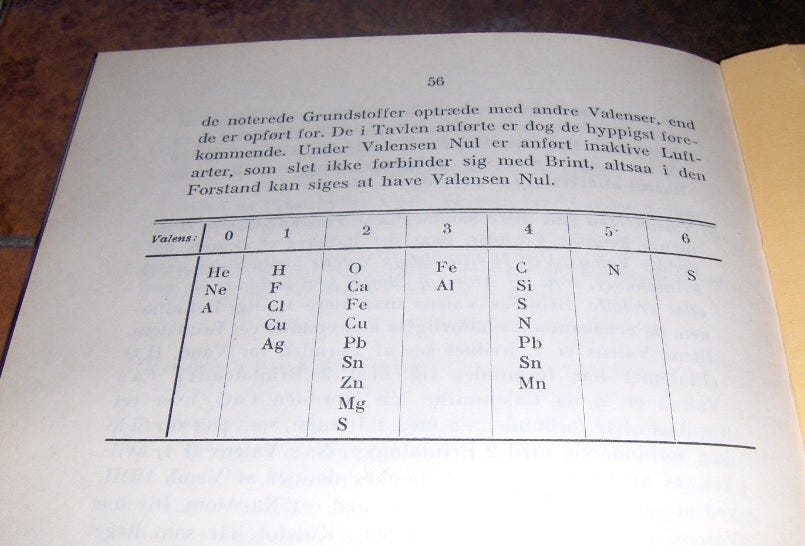 56
de noterede Grundstoffer optræde med andre Valenser, end
de er opført for. De i Tavlen anførte er dog de hyppigst fore-
kommende. Under Valensen Nul er anført inaktive Luft-
arter, som slet ikke forbinder sig med Brint, altsaa i den
Forstand kan siges at have Valensen Nul.
Valens: 0 1 2 3 4 5 6
He H O Fe C N S
Ne F Ca Al Si
A Cl Fe S
Cu Cu N
Ag Pb Pb
Sn Sn
Zn Mn
Mg
S